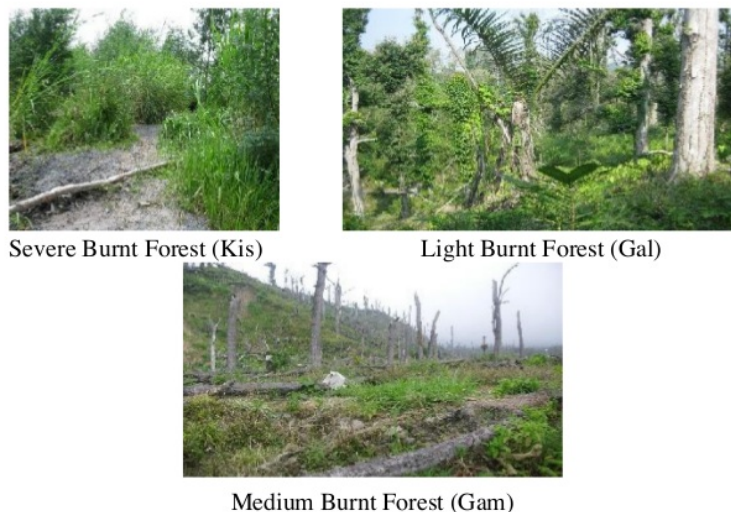 Severe Burnt Forest (Kis)
Light Burnt Forest (Gal)
Medium Burnt Forest (Gam)